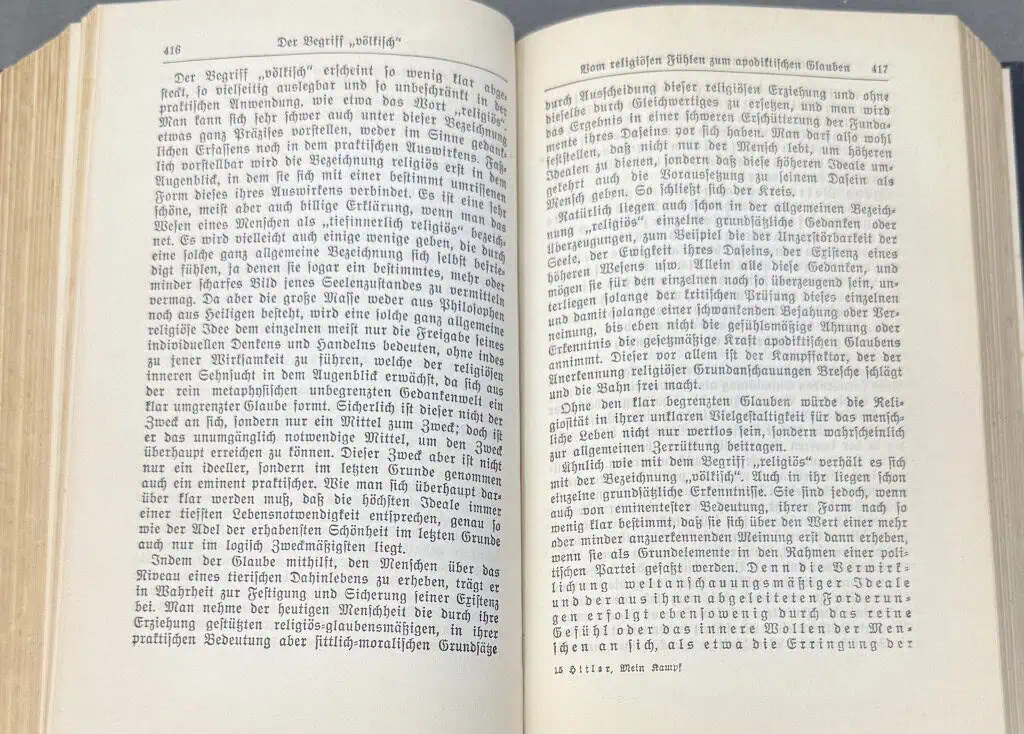 416
Der Begriff „völkisch“
Der Begriff „völkisch“ erscheint so wenig klar abge-
steckt, so vielseitig auslegbar und so unbeschränkt in der
praktischen Anwendung, wie etwa das Wort „religiös“.
Man kann sich sehr schwer auch unter dieser Bezeichnung
etwas ganz Präzises vorstellen, weder im Sinne gedank-
lichen Erfassens noch in dem praktischen Auswirkens. Faß-
lich vorstellbar wird die Bezeichnung religiös erst in dem
Augenblick, in dem sie sich mit einer bestimmt umrissenen
Form dieses ihres Auswirkens verbindet. Es ist eine sehr
schöne, meist aber auch billige Erklärung, wenn man das
Wesen eines Menschen als „tiefinnerlich religiös“ bezeich-
net. Es wird vielleicht auch einige wenige geben, die durch
eine solche ganz allgemeine Bezeichnung sich selbst befrie-
digt fühlen, ja denen sie sogar ein bestimmtes, mehr oder
minder scharfes Bild jenes Seelenzustandes zu vermitteln
vermag. Da aber die große Masse weder aus Philosophen
noch aus Heiligen besteht, wird eine solche ganz allgemeine
religiöse Idee dem einzelnen meist nur die Freigabe seines
individuellen Denkens und Handelns bedeuten, ohne indes
zu jener Wirksamkeit zu führen, welche der religiösen
inneren Sehnsucht in dem Augenblick erwächst, da sich aus
der rein metaphysischen unbegrenzten Gedankenwelt ein
klar umgrenzter Glaube formt. Sicherlich ist dieser nicht der
Zweck an sich, sondern nur ein Mittel zum Zweck; doch ist
er das unumgänglich notwendige Mittel, um den Zweck
überhaupt erreichen zu können. Dieser Zweck aber ist nicht
nur ein ideeller, sondern im letzten Grunde genommen
auch ein eminent praktischer. Wie man sich überhaupt dar-
über klar werden muß, daß die höchsten Ideale immer
einer tiefsten Lebensnotwendigkeit entsprechen, genau so
wie der Adel der erhabensten Schönheit im letzten Grunde
auch nur im logisch Zweckmäßigsten liegt.
Indem der Glaube mithilft, den Menschen über das
Niveau eines tierischen Dahinlebens zu erheben, trägt er
in Wahrheit zur Festigung und Sicherung seiner Existenz
bei. Man nehme der heutigen Menschheit die durch ihre
Erziehung gestützten religiös-glaubensmäßigen, in ihrer
praktischen Bedeutung aber sittlich-moralischen Grundsätze
Vom religiösen Fühlen zum apodiktischen Glauben
417
durch Ausscheidung dieser religiösen Erziehung und ohne
dieselbe durch Gleichwertiges zu ersetzen, und man wird
das Ergebnis in einer schweren Erschütterung der Funda-
mente ihres Daseins vor sich haben. Man darf also wohl
feststellen, daß nicht nur der Mensch lebt, um höheren
Idealen zu dienen, sondern daß diese höheren Ideale um-
gekehrt auch die Voraussetzung zu seinem Dasein als
Mensch geben. So schließt sich der Kreis.
Natürlich liegen auch schon in der allgemeinen Bezeich-
nung „religiös“ einzelne grundsätzliche Gedanken oder
Überzeugungen, zum Beispiel die der Unzerstörbarkeit der
Seele, der Ewigkeit ihres Daseins, der Existenz eines
höheren Wesens usw. Allein alle diese Gedanken, und
mögen sie für den einzelnen noch so überzeugend sein, un-
terliegen solange der kritischen Prüfung dieses einzelnen
und damit solange einer schwankenden Bejahung oder Ver-
neinung, bis eben nicht die gefühlsmäßige Ahnung oder
Erkenntnis die gesetzmäßige Kraft apodiktischen Glaubens
annimmt. Dieser vor allem ist der Kampffaktor, der der
Anerkennung religiöser Grundanschauungen Bresche schlägt
und die Bahn frei macht.
Ohne den klar begrenzten Glauben würde die Reli-
giosität in ihrer unklaren Vielgestaltigkeit für das mensch-
liche Leben nicht nur wertlos sein, sondern wahrscheinlich
zur allgemeinen Zerrüttung beitragen.
Ähnlich wie mit dem Begriff „religiös“ verhält es sich
mit der Bezeichnung „völkisch“. Auch in ihr liegen schon
einzelne grundsätzliche Erkenntnisse. Sie sind jedoch, wenn
auch von eminentester Bedeutung, ihrer Form nach so
wenig klar bestimmt, daß sie sich über den Wert einer mehr
oder minder anzuerkennenden Meinung erst dann erheben,
wenn sie als Grundelemente in den Rahmen einer poli-
tischen Partei gefaßt werden. Denn die Verwirk-
lichung weltanschauungsmäßiger Ideale
und der aus ihnen abgeleiteten Forderun-
gen erfolgt ebensowenig durch das reine
Gefühl oder das innere Wollen der Men-
schen an sich, als etwa die Erringung der
15 Hitler, Mein Kampf